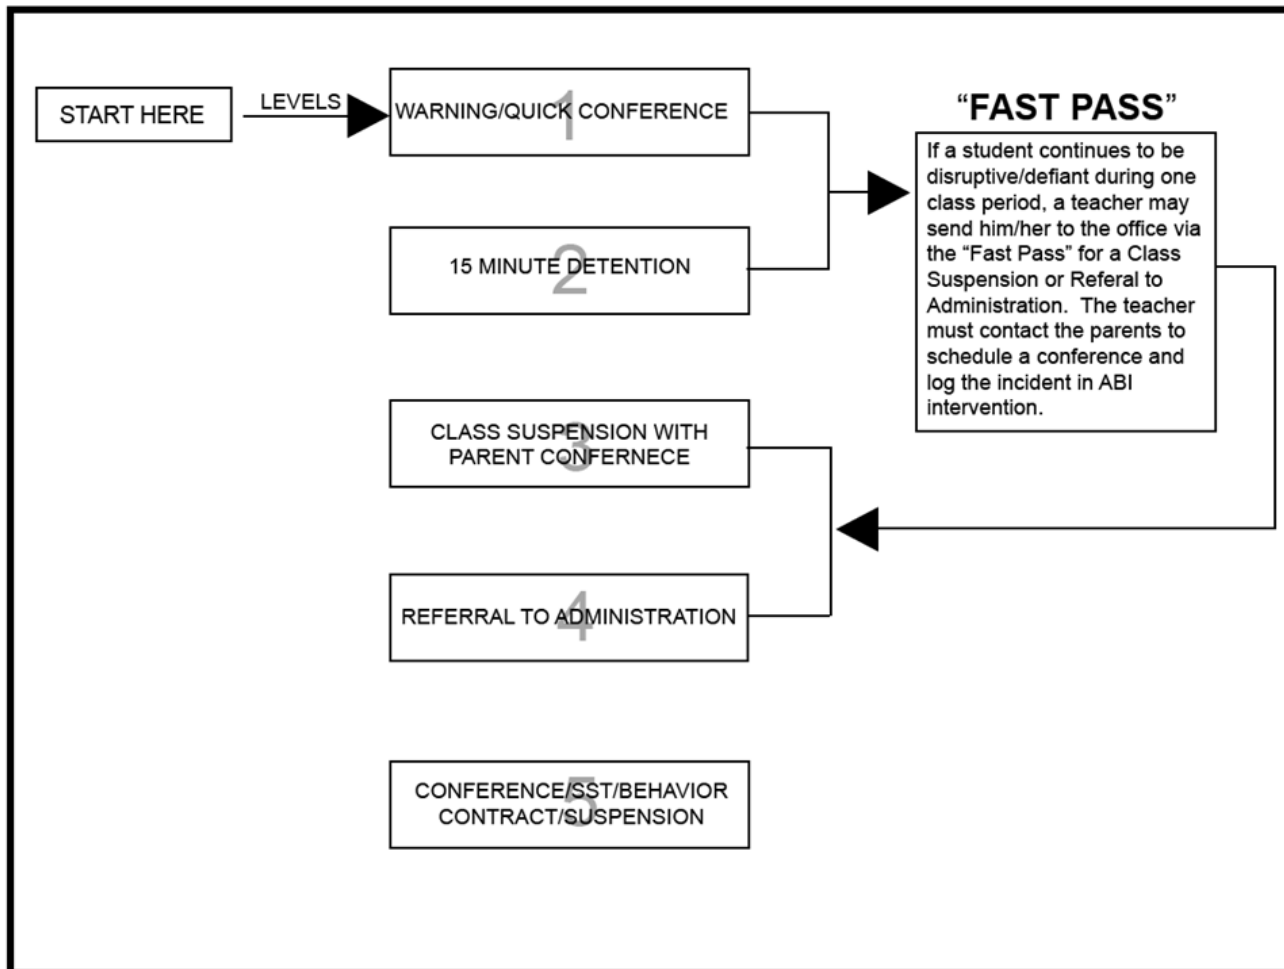 START HERE
LEVELS
1
WARNING/QUICK CONFERENCE
2
15 MINUTE DETENTION
3
CLASS SUSPENSION WITH
PARENT CONFERNECE
4
REFERRAL TO ADMINISTRATION
5
CONFERENCE/SST/BEHAVIOR
CONTRACT/SUSPENSION
“FAST PASS”
If a student continues to be
disruptive/defiant during one
class period, a teacher may
send him/her to the office via
the “Fast Pass” for a Class
Suspension or Referal to
Administration.  The teacher
must contact the parents to
schedule a conference and
log the incident in ABI
intervention.